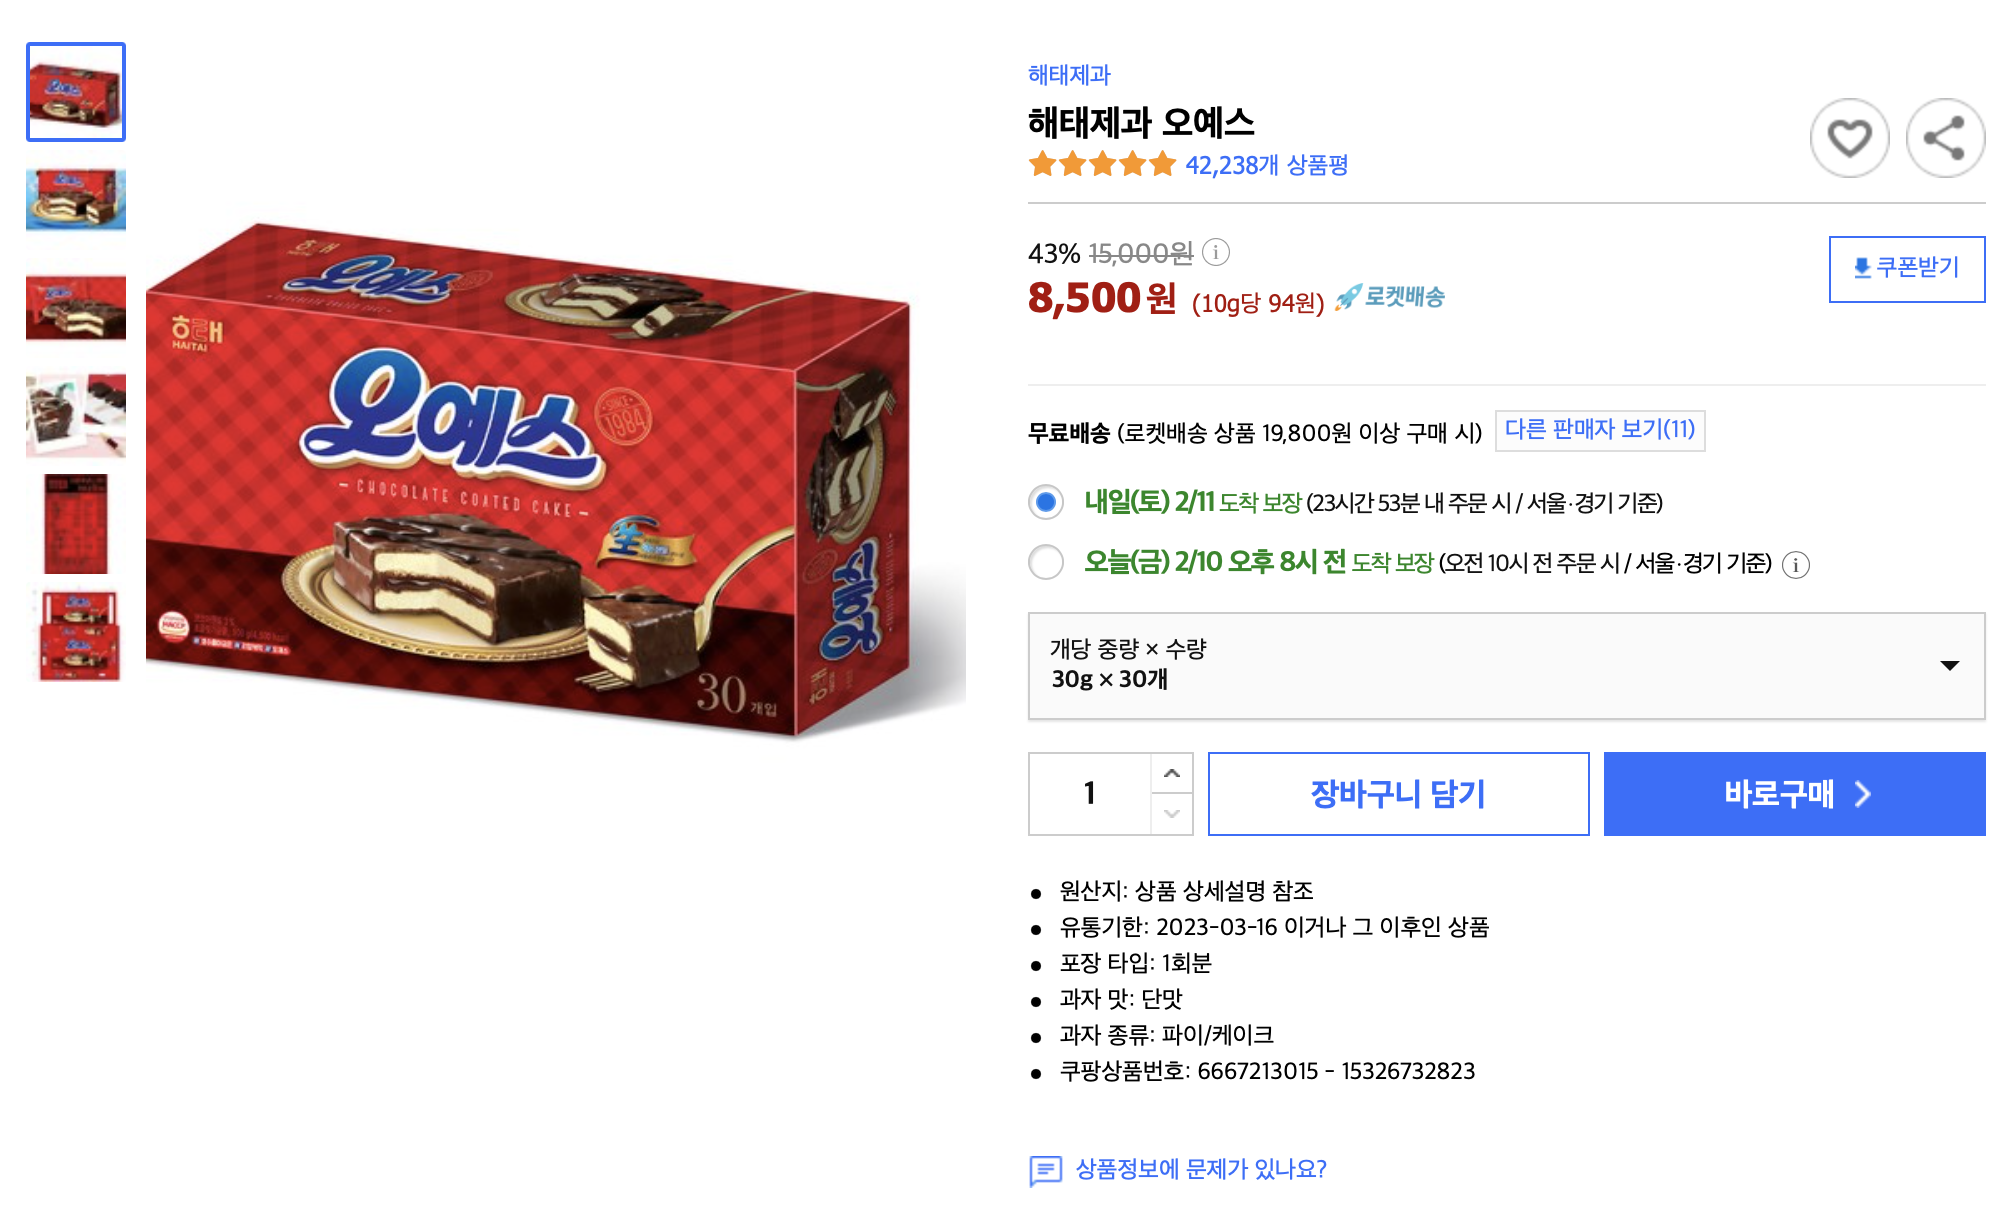 해태제과
해태제과 오예스
42,238개 상품평
43% 15,000원
8,500원 (10g당 94원) 로켓배송
쿠폰받기
무료배송 (로켓배송 상품 19,800원 이상 구매 시) 다른 판매자 보기(11)
내일(토) 2/11 도착 보장 (23시간 53분 내 주문 시 / 서울·경기 기준)
오늘(금) 2/10 오후 8시 전 도착 보장 (오전 10시 전 주문 시 / 서울·경기 기준)
개당 중량 × 수량
30g × 30개
1
장바구니 담기
바로구매
원산지: 상품 상세설명 참조
유통기한: 2023-03-16 이거나 그 이후인 상품
포장 타입: 1회분
과자 맛: 단맛
과자 종류: 파이/케이크
쿠팡상품번호: 6667213015 - 15326732823
상품정보에 문제가 있나요?
해태
오예스
CHOCOLATE COATED CAKE
해태
HAITAI
오예스
SINCE
1984
CHOCOLATE COATED CAKE
生
HACCP
30개입
오예스
해태